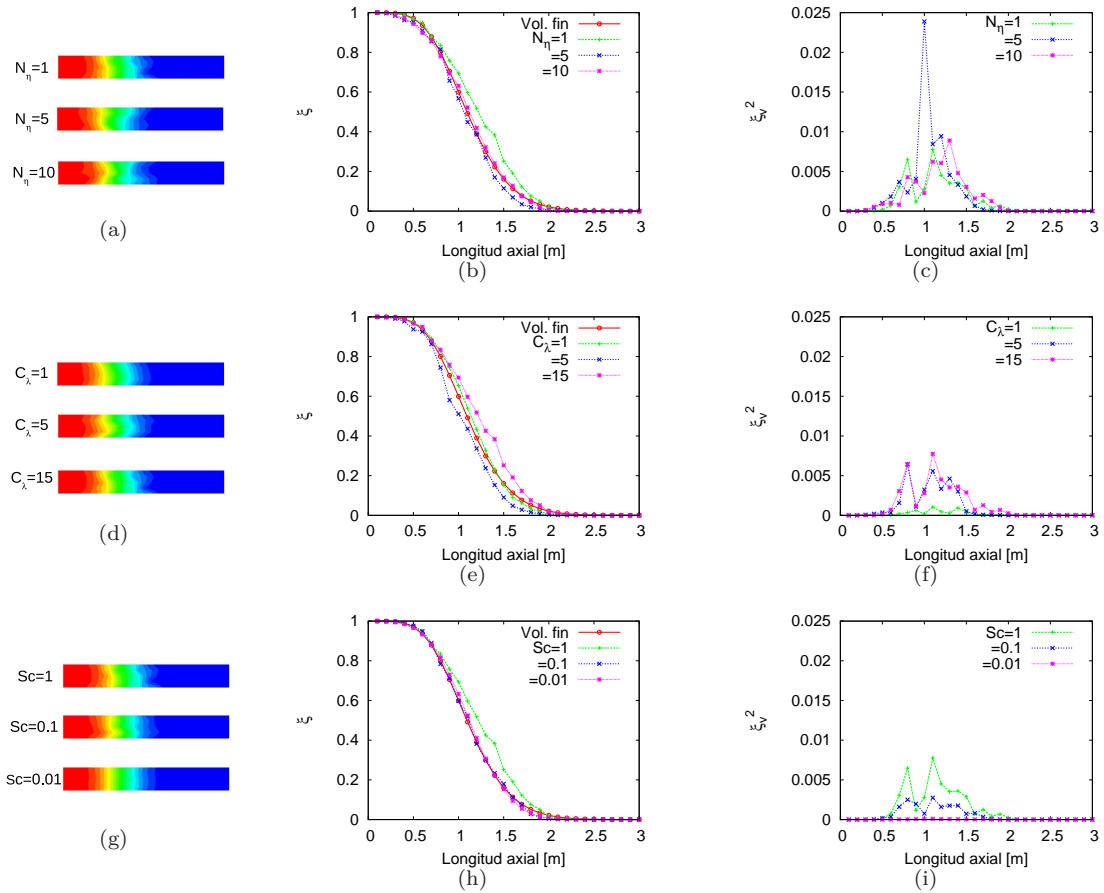 N_η=1
N_η=5
N_η=10
(a)
1
0.8
0.6
0.4
0.2
0
ξ
0 0.5 1 1.5 2 2.5 3
Longitud axial [m]
Vol. fin
N_η=1
=5
=10
(b)
0.025
0.02
0.015
0.01
0.005
0
ξ_v^2
0 0.5 1 1.5 2 2.5 3
Longitud axial [m]
N_η=1
=5
=10
(c)
C_λ=1
C_λ=5
C_λ=15
(d)
1
0.8
0.6
0.4
0.2
0
ξ
0 0.5 1 1.5 2 2.5 3
Longitud axial [m]
Vol. fin
C_λ=1
=5
=15
(e)
0.025
0.02
0.015
0.01
0.005
0
ξ_v^2
0 0.5 1 1.5 2 2.5 3
Longitud axial [m]
C_λ=1
=5
=15
(f)
Sc=1
Sc=0.1
Sc=0.01
(g)
1
0.8
0.6
0.4
0.2
0
ξ
0 0.5 1 1.5 2 2.5 3
Longitud axial [m]
Vol. fin
Sc=1
=0.1
=0.01
(h)
0.025
0.02
0.015
0.01
0.005
0
ξ_v^2
0 0.5 1 1.5 2 2.5 3
Longitud axial [m]
Sc=1
=0.1
=0.01
(i)